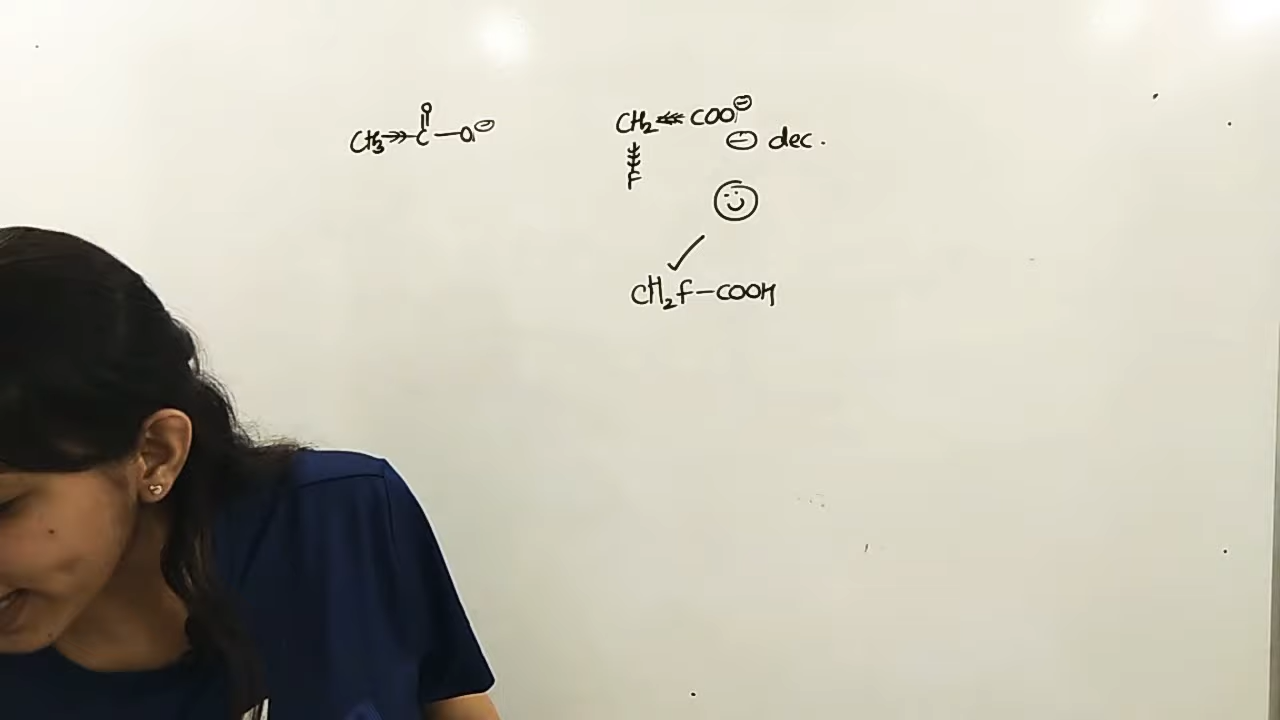 CH₃→→C(=O)—O⊖
CH₂←←←COO⊖
⊖ dec.
F
✓
CH₂F—COOH